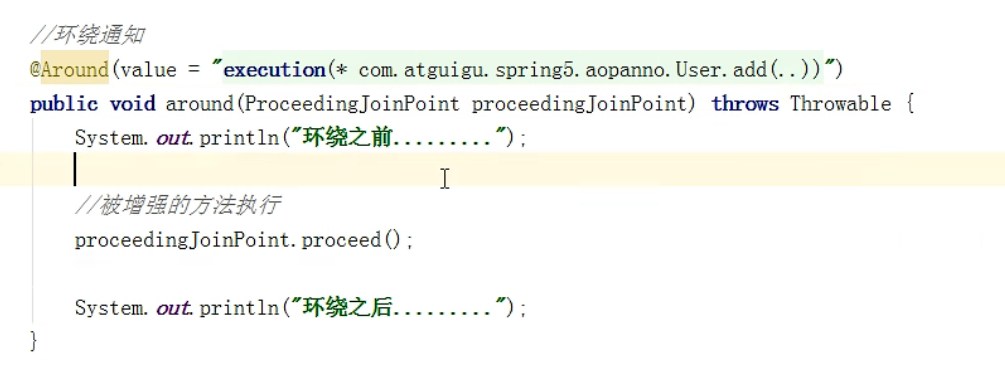 //环绕通知
@Around(value = "execution(* com.atguigu.spring5.aopanno.User.add(..))")
public void around(ProceedingJoinPoint proceedingJoinPoint) throws Throwable {
System.out.println("环绕之前.........");
//被增强的方法执行
proceedingJoinPoint.proceed();
System.out.println("环绕之后.........");
}